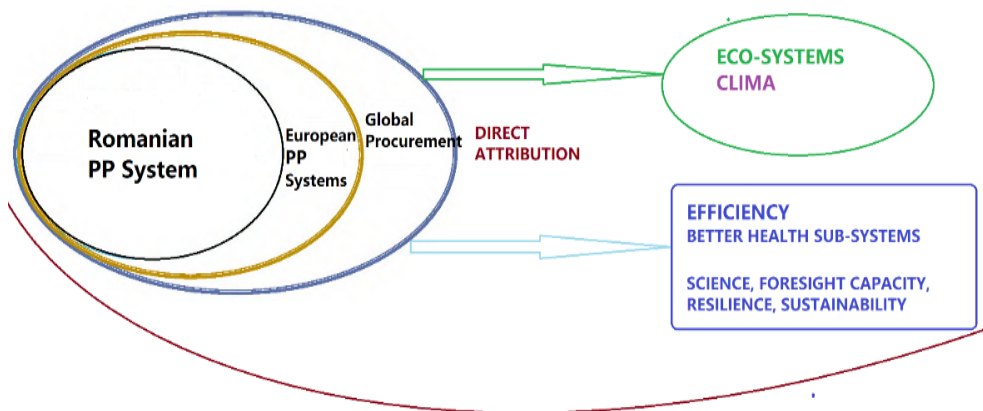 Romanian
PP System
European
PP
Systems
Global
Procurement
DIRECT
ATTRIBUTION
ECO-SYSTEMS
CLIMA
EFFICIENCY
BETTER HEALTH SUB-SYSTEMS
SCIENCE, FORESIGHT CAPACITY,
RESILIENCE, SUSTAINABILITY